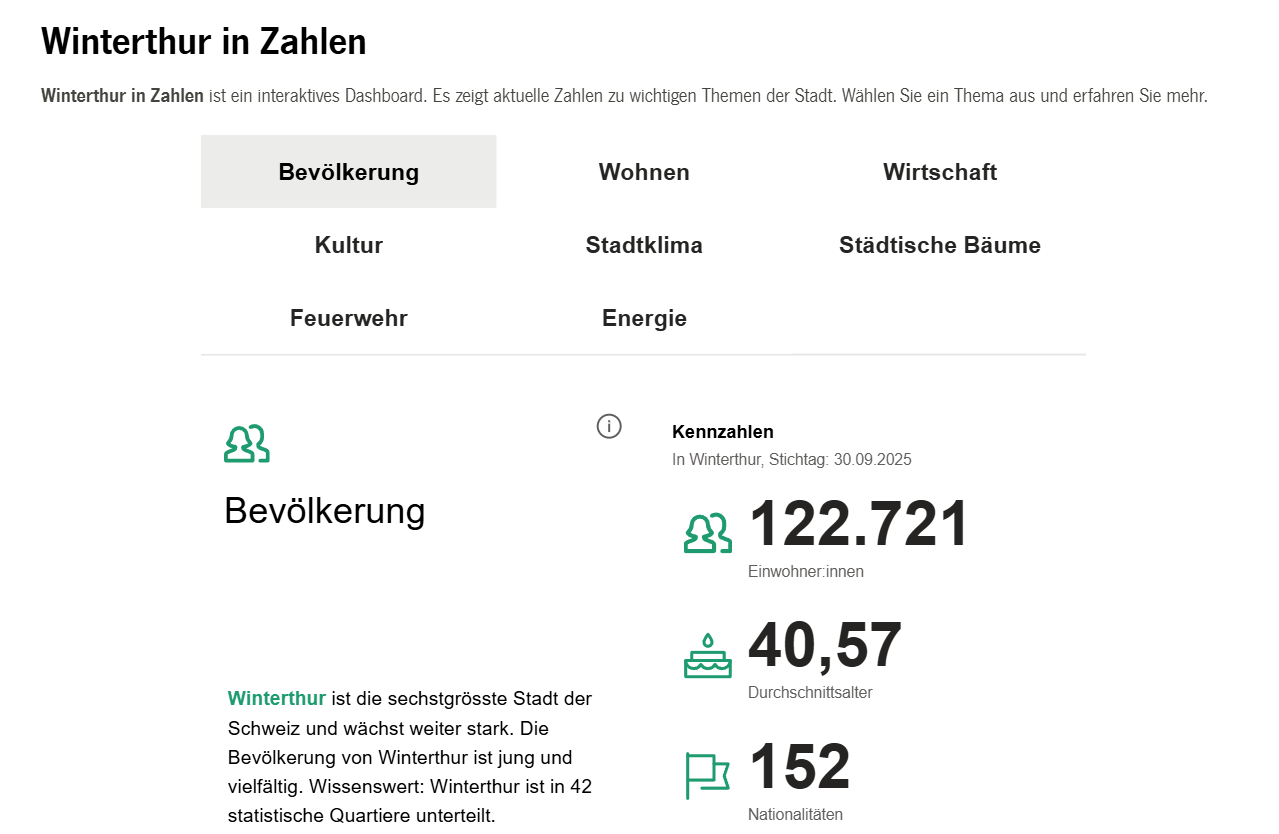 Winterthur in Zahlen
Winterthur in Zahlen ist ein interaktives Dashboard. Es zeigt aktuelle Zahlen zu wichtigen Themen der Stadt. Wählen Sie ein Thema aus und erfahren Sie mehr.
Bevölkerung
Wohnen
Wirtschaft
Kultur
Stadtklima
Städtische Bäume
Feuerwehr
Energie
Bevölkerung
Winterthur ist die sechstgrösste Stadt der
Schweiz und wächst weiter stark. Die
Bevölkerung von Winterthur ist jung und
vielfältig. Wissenswert: Winterthur ist in 42
statistische Quartiere unterteilt.
Kennzahlen
In Winterthur, Stichtag: 30.09.2025
122.721
Einwohner:innen
40,57
Durchschnittsalter
152
Nationalitäten